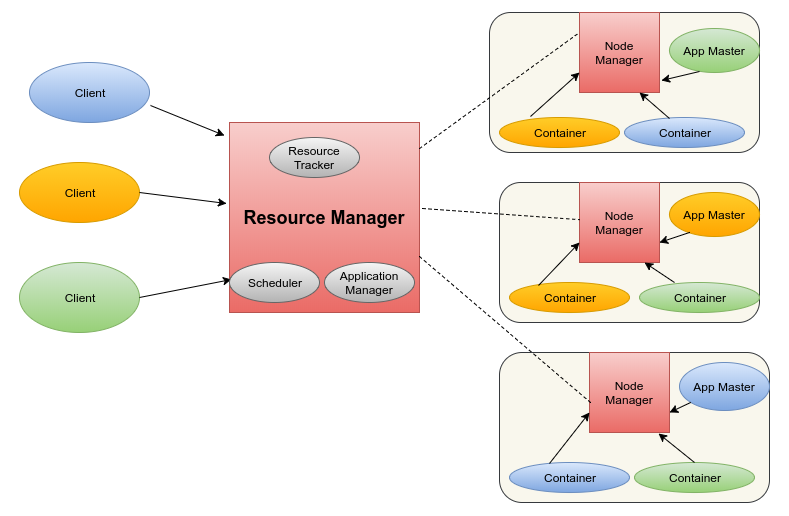 Client
Client
Client
Resource
Tracker
Resource Manager
Scheduler
Application
Manager
Node
Manager
App Master
Container
Container
Node
Manager
App Master
Container
Container
Node
Manager
App Master
Container
Container